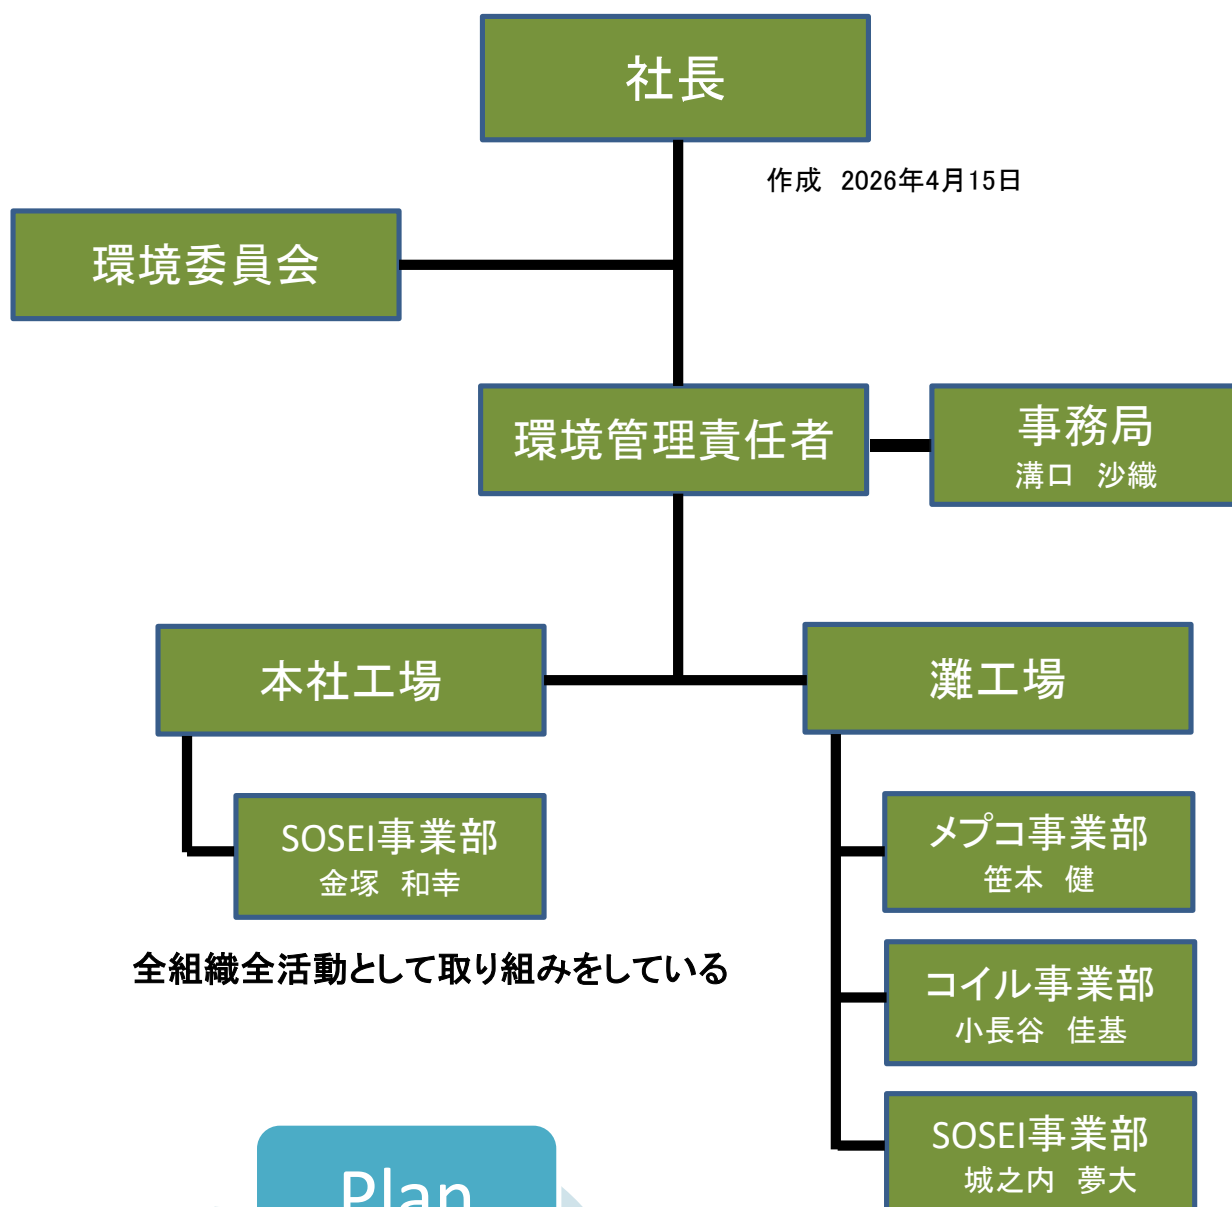 社長
作成 2026年4月15日
環境委員会
環境管理責任者
事務局
溝口 沙織
本社工場
灘工場
SOSEI事業部
金塚 和幸
メプコ事業部
笹本 健
全組織全活動として取り組みをしている
コイル事業部
小長谷 佳基
SOSEI事業部
城之内 夢大
Plan